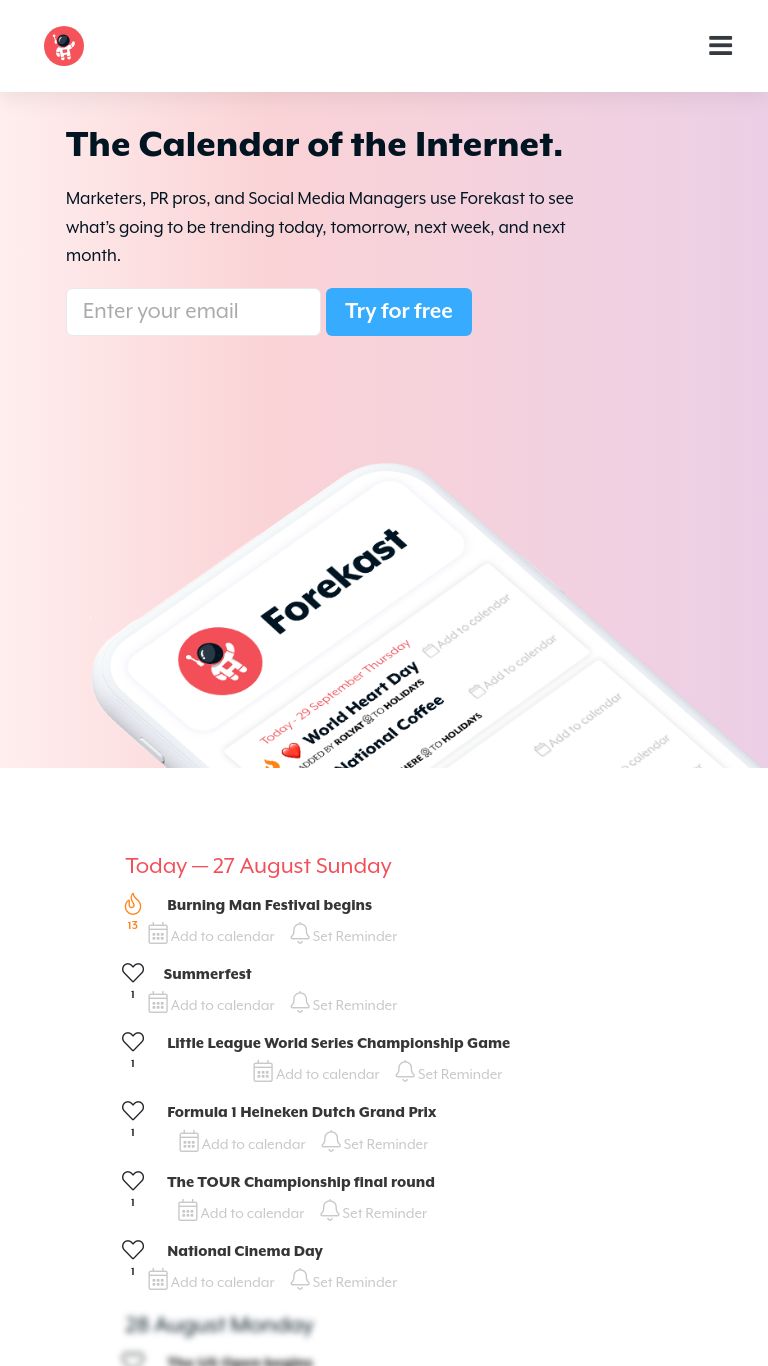 The Calendar of the Internet.
Marketers, PR pros, and Social Media Managers use Forekast to see
what's going to be trending today, tomorrow, next week, and next
month.
Enter your email
Try for free
Forekast
Today - 29 September Thursday
World Heart Day
Add to calendar
ADDED BY ROLYAT TO HOLIDAYS
National Coffee
Add to calendar
HERE TO HOLIDAYS
Add to calendar
to calendar
Today — 27 August Sunday
Burning Man Festival begins
13
Add to calendar Set Reminder
Summerfest
1
Add to calendar Set Reminder
Little League World Series Championship Game
1
Add to calendar Set Reminder
Formula 1 Heineken Dutch Grand Prix
1
Add to calendar Set Reminder
The TOUR Championship final round
1
Add to calendar Set Reminder
National Cinema Day
1
Add to calendar Set Reminder
28 August Monday
The US Open begins